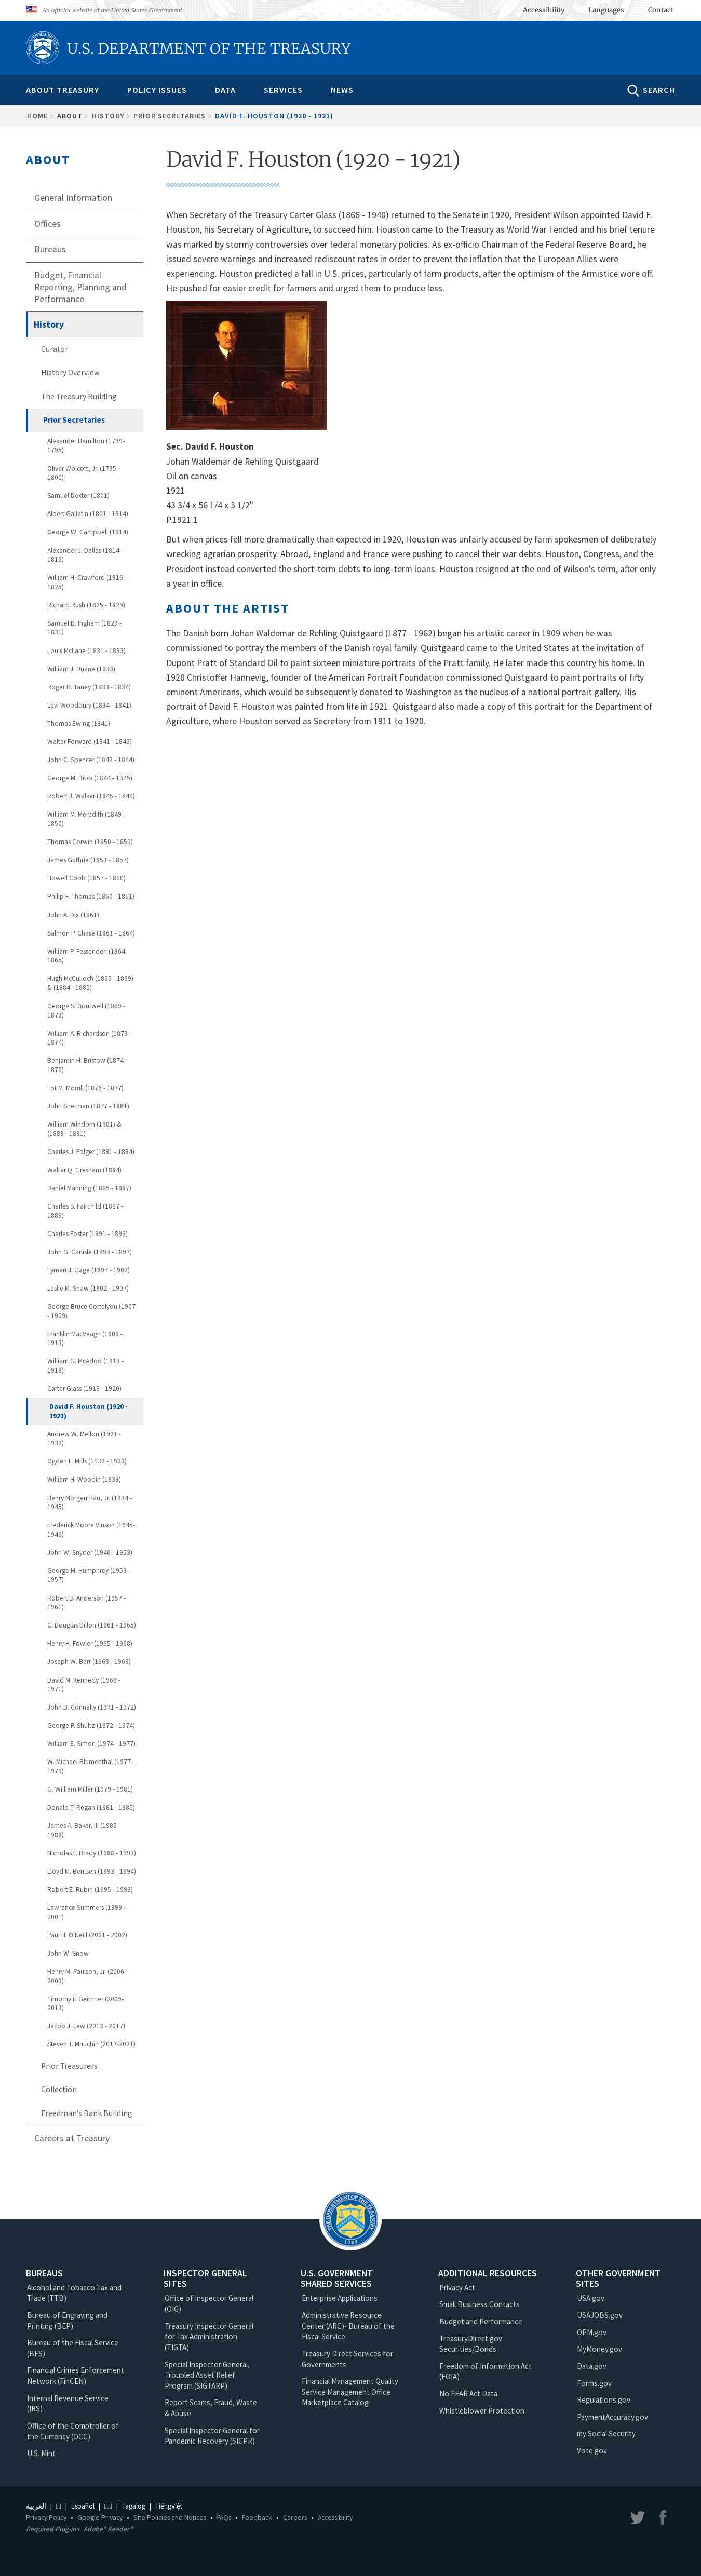 An official website of the United States Government
Accessibility Languages Contact
U.S. DEPARTMENT OF THE TREASURY
ABOUT TREASURY POLICY ISSUES DATA SERVICES NEWS SEARCH
HOME › ABOUT › HISTORY › PRIOR SECRETARIES › DAVID F. HOUSTON (1920 - 1921)
ABOUT
General Information
Offices
Bureaus
Budget, Financial
Reporting, Planning and
Performance
History
Curator
History Overview
The Treasury Building
Prior Secretaries
Alexander Hamilton (1789-
1795)
Oliver Wolcott, Jr. (1795 -
1800)
Samuel Dexter (1801)
Albert Gallatin (1801 - 1814)
George W. Campbell (1814)
Alexander J. Dallas (1814 -
1816)
William H. Crawford (1816 -
1825)
Richard Rush (1825 - 1829)
Samuel D. Ingham (1829 -
1831)
Louis McLane (1831 - 1833)
William J. Duane (1833)
Roger B. Taney (1833 - 1834)
Levi Woodbury (1834 - 1841)
Thomas Ewing (1841)
Walter Forward (1841 - 1843)
John C. Spencer (1843 - 1844)
George M. Bibb (1844 - 1845)
Robert J. Walker (1845 - 1849)
William M. Meredith (1849 -
1850)
Thomas Corwin (1850 - 1853)
James Guthrie (1853 - 1857)
Howell Cobb (1857 - 1860)
Philip F. Thomas (1860 - 1861)
John A. Dix (1861)
Salmon P. Chase (1861 - 1864)
William P. Fessenden (1864 -
1865)
Hugh McCulloch (1865 - 1869)
& (1884 - 1885)
George S. Boutwell (1869 -
1873)
William A. Richardson (1873 -
1874)
Benjamin H. Bristow (1874 -
1876)
Lot M. Morrill (1876 - 1877)
John Sherman (1877 - 1881)
William Windom (1881) &
(1889 - 1891)
Charles J. Folger (1881 - 1884)
Walter Q. Gresham (1884)
Daniel Manning (1885 - 1887)
Charles S. Fairchild (1887 -
1889)
Charles Foster (1891 - 1893)
John G. Carlisle (1893 - 1897)
Lyman J. Gage (1897 - 1902)
Leslie M. Shaw (1902 - 1907)
George Bruce Cortelyou (1907
- 1909)
Franklin MacVeagh (1909 -
1913)
William G. McAdoo (1913 -
1918)
Carter Glass (1918 - 1920)
David F. Houston (1920 -
1921)
Andrew W. Mellon (1921 -
1932)
Ogden L. Mills (1932 - 1933)
William H. Woodin (1933)
Henry Morgenthau, Jr. (1934 -
1945)
Frederick Moore Vinson (1945-
1946)
John W. Snyder (1946 - 1953)
George M. Humphrey (1953 -
1957)
Robert B. Anderson (1957 -
1961)
C. Douglas Dillon (1961 - 1965)
Henry H. Fowler (1965 - 1968)
Joseph W. Barr (1968 - 1969)
David M. Kennedy (1969 -
1971)
John B. Connally (1971 - 1972)
George P. Shultz (1972 - 1974)
William E. Simon (1974 - 1977)
W. Michael Blumenthal (1977 -
1979)
G. William Miller (1979 - 1981)
Donald T. Regan (1981 - 1985)
James A. Baker, III (1985 -
1988)
Nicholas F. Brady (1988 - 1993)
Lloyd M. Bentsen (1993 - 1994)
Robert E. Rubin (1995 - 1999)
Lawrence Summers (1999 -
2001)
Paul H. O'Neill (2001 - 2002)
John W. Snow
Henry M. Paulson, Jr. (2006 -
2009)
Timothy F. Geithner (2009-
2013)
Jacob J. Lew (2013 - 2017)
Steven T. Mnuchin (2017-2021)
Prior Treasurers
Collection
Freedman's Bank Building
Careers at Treasury
David F. Houston (1920 - 1921)
When Secretary of the Treasury Carter Glass (1866 - 1940) returned to the Senate in 1920, President Wilson appointed David F.
Houston, his Secretary of Agriculture, to succeed him. Houston came to the Treasury as World War I ended and his brief tenure
was marked by stormy controversies over federal monetary policies. As ex-officio Chairman of the Federal Reserve Board, he
issued severe warnings and increased rediscount rates in order to prevent the inflation that the European Allies were
experiencing. Houston predicted a fall in U.S. prices, particularly of farm products, after the optimism of the Armistice wore off.
He pushed for easier credit for farmers and urged them to produce less.
Sec. David F. Houston
Johan Waldemar de Rehling Quistgaard
Oil on canvas
1921
43 3/4 x 56 1/4 x 3 1/2"
P.1921.1
But when prices fell more dramatically than expected in 1920, Houston was unfairly accused by farm spokesmen of deliberately
wrecking agrarian prosperity. Abroad, England and France were pushing to cancel their war debts. Houston, Congress, and the
President instead converted the short-term debts to long-term loans. Houston resigned at the end of Wilson's term, after only
a year in office.
ABOUT THE ARTIST
The Danish born Johan Waldemar de Rehling Quistgaard (1877 - 1962) began his artistic career in 1909 when he was
commissioned to portray the members of the Danish royal family. Quistgaard came to the United States at the invitation of
Dupont Pratt of Standard Oil to paint sixteen miniature portraits of the Pratt family. He later made this country his home. In
1920 Christoffer Hannevig, founder of the American Portrait Foundation commissioned Quistgaard to paint portraits of fifty
eminent Americans, which would be subsequently donated to Washington as the nucleus of a national portrait gallery. His
portrait of David F. Houston was painted from life in 1921. Quistgaard also made a copy of this portrait for the Department of
Agriculture, where Houston served as Secretary from 1911 to 1920.
THE DEPARTMENT OF THE TREASURY
1789
BUREAUS
Alcohol and Tobacco Tax and
Trade (TTB)
Bureau of Engraving and
Printing (BEP)
Bureau of the Fiscal Service
(BFS)
Financial Crimes Enforcement
Network (FinCEN)
Internal Revenue Service
(IRS)
Office of the Comptroller of
the Currency (OCC)
U.S. Mint
INSPECTOR GENERAL
SITES
Office of Inspector General
(OIG)
Treasury Inspector General
for Tax Administration
(TIGTA)
Special Inspector General,
Troubled Asset Relief
Program (SIGTARP)
Report Scams, Fraud, Waste
& Abuse
Special Inspector General for
Pandemic Recovery (SIGPR)
U.S. GOVERNMENT
SHARED SERVICES
Enterprise Applications
Administrative Resource
Center (ARC)- Bureau of the
Fiscal Service
Treasury Direct Services for
Governments
Financial Management Quality
Service Management Office
Marketplace Catalog
ADDITIONAL RESOURCES
Privacy Act
Small Business Contacts
Budget and Performance
TreasuryDirect.gov
Securities/Bonds
Freedom of Information Act
(FOIA)
No FEAR Act Data
Whistleblower Protection
OTHER GOVERNMENT
SITES
USA.gov
USAJOBS.gov
OPM.gov
MyMoney.gov
Data.gov
Forms.gov
Regulations.gov
PaymentAccuracy.gov
my Social Security
Vote.gov
العربية | | Español | | Tagalog | TiếngViệt
Privacy Policy • Google Privacy • Site Policies and Notices • FAQs • Feedback • Careers • Accessibility
Required Plug-ins Adobe® Reader®